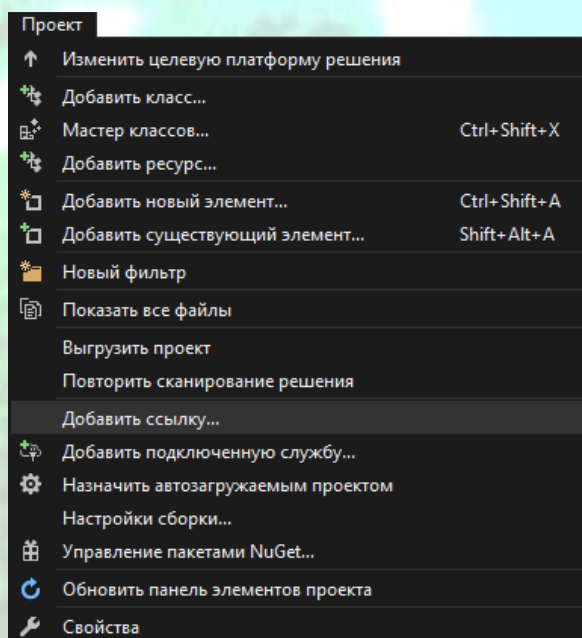 Проект
Изменить целевую платформу решения
Добавить класс...
Мастер классов... Ctrl+Shift+X
Добавить ресурс...
Добавить новый элемент... Ctrl+Shift+A
Добавить существующий элемент... Shift+Alt+A
Новый фильтр
Показать все файлы
Выгрузить проект
Повторить сканирование решения
Добавить ссылку...
Добавить подключенную службу...
Назначить автозагружаемым проектом
Настройки сборки...
Управление пакетами NuGet...
Обновить панель элементов проекта
Свойства